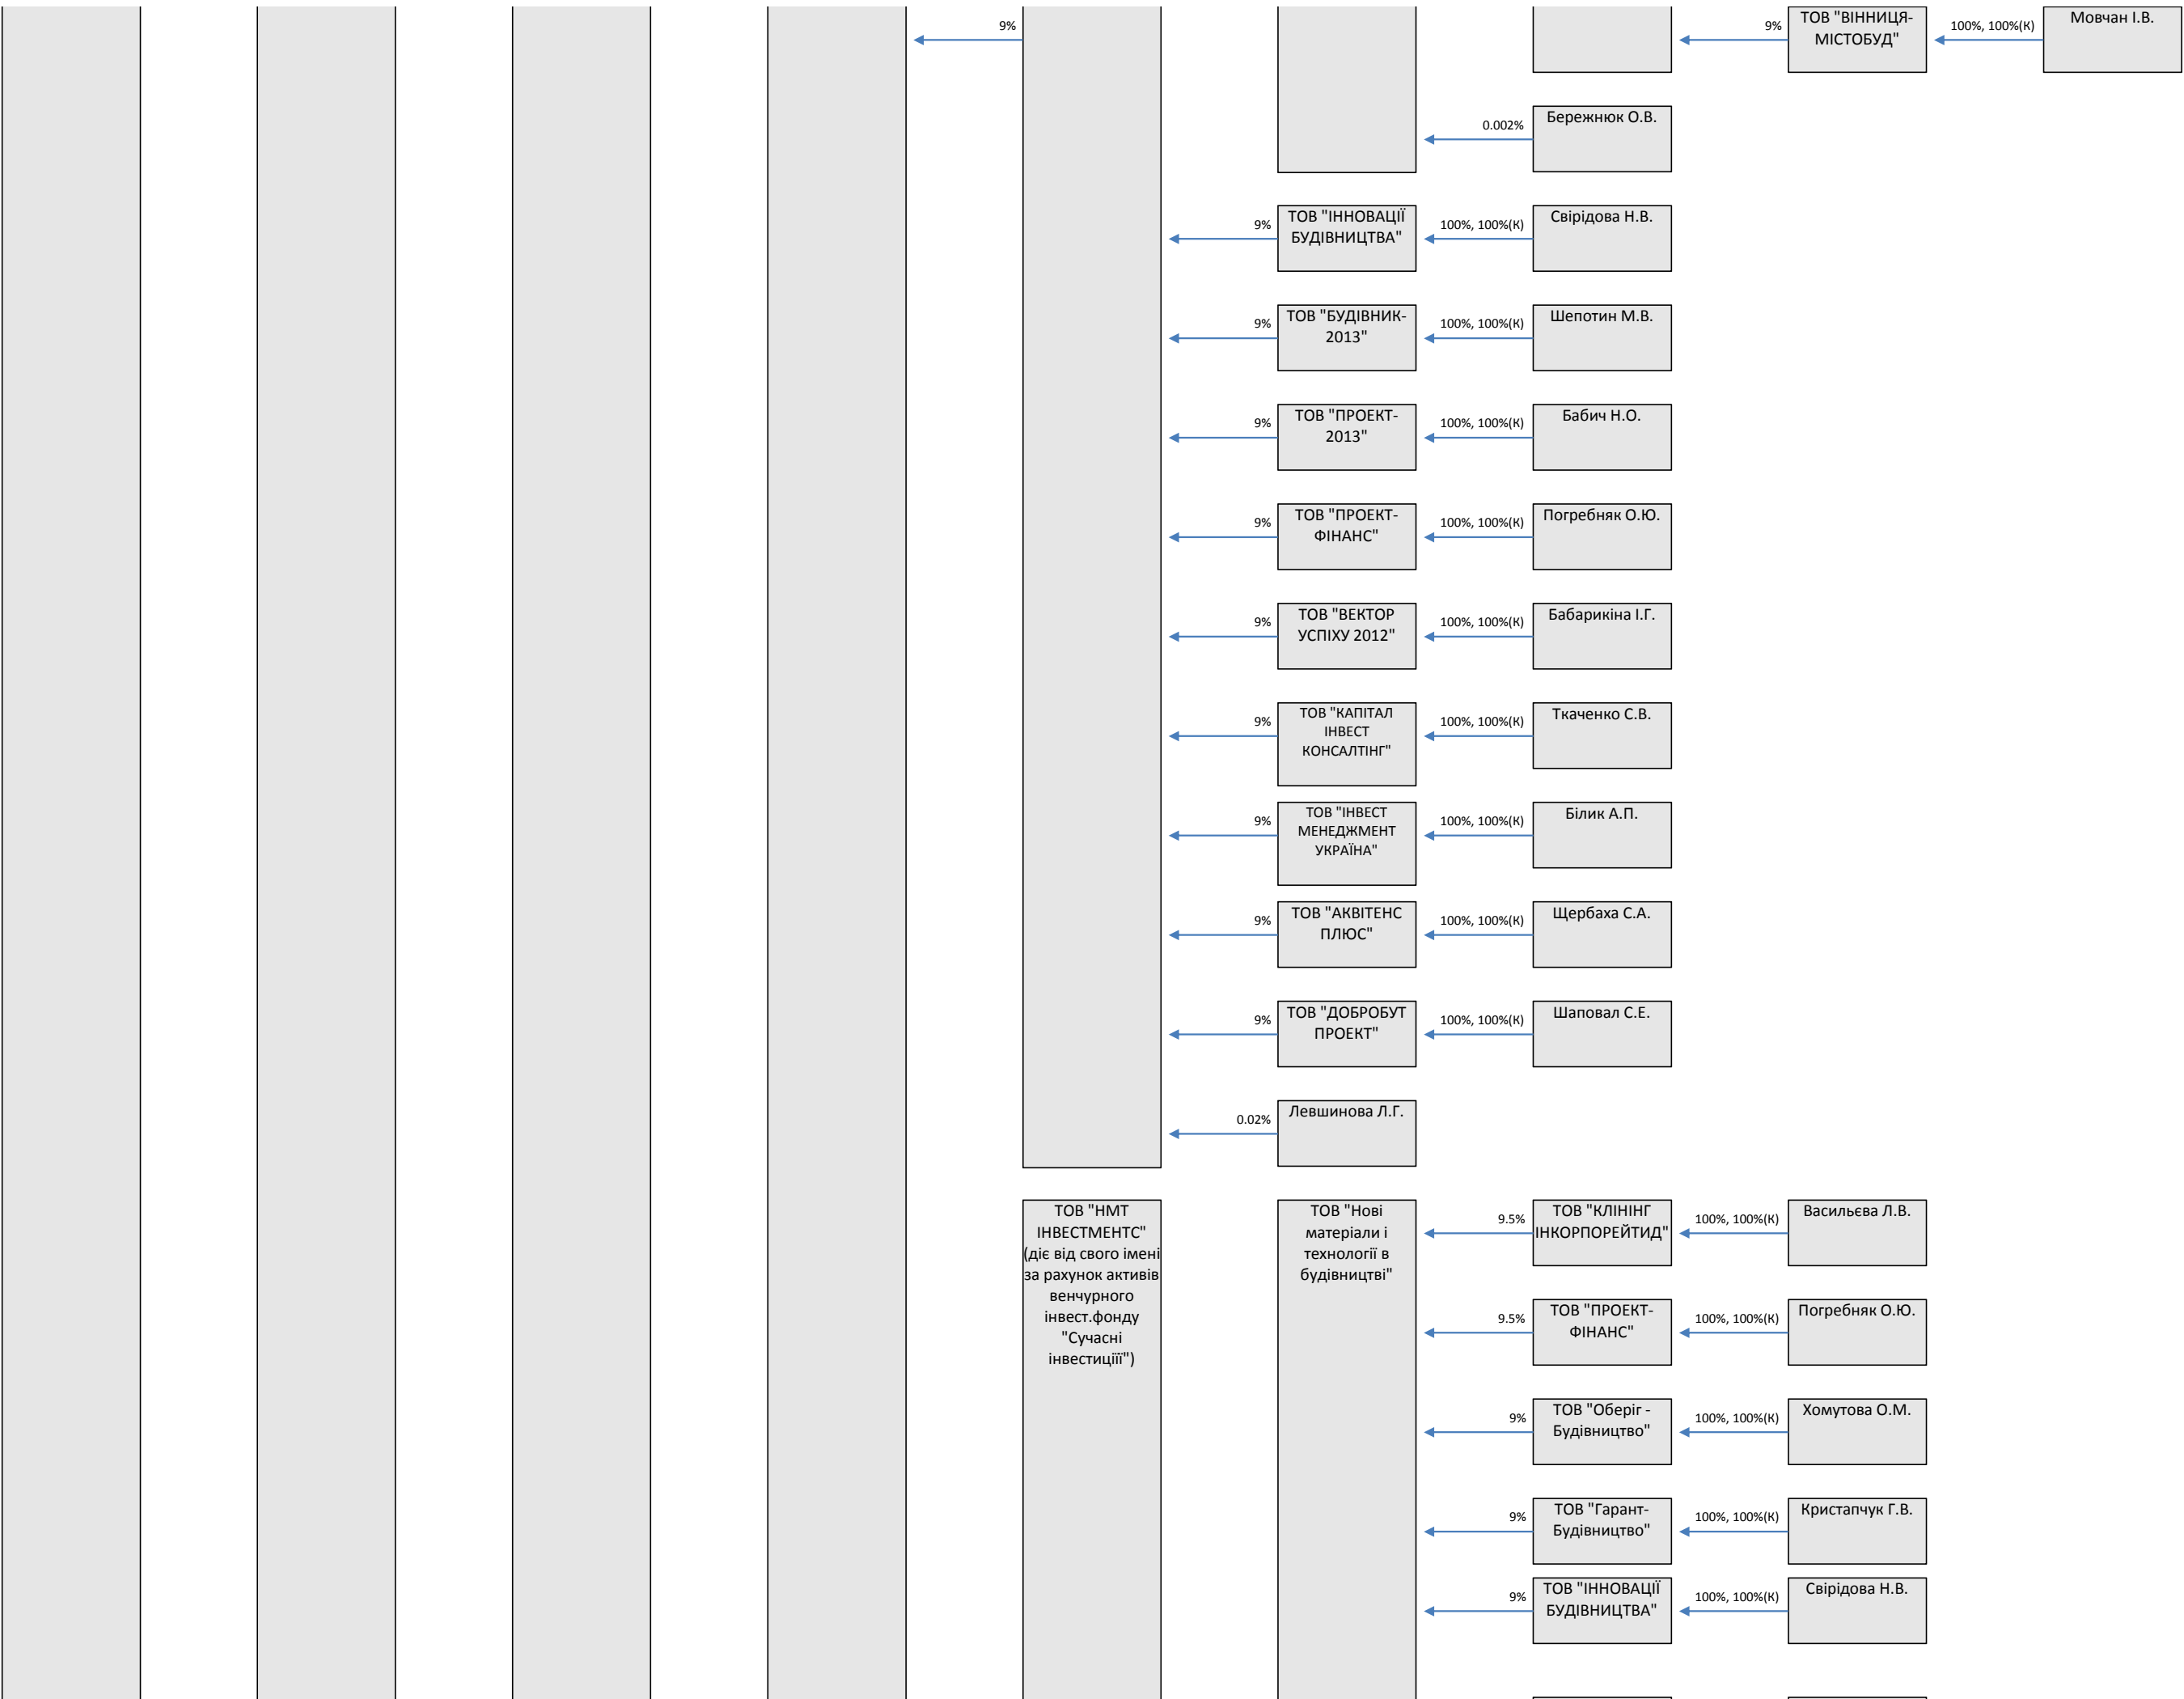 9%
9%
ТОВ "ВІННИЦЯ-
МІСТОБУД"
100%, 100%(К)
Мовчан І.В.
0.002%
Бережнюк О.В.
9%
ТОВ "ІННОВАЦІЇ
БУДІВНИЦТВА"
100%, 100%(К)
Свірідова Н.В.
9%
ТОВ "БУДІВНИК-
2013"
100%, 100%(К)
Шепотин М.В.
9%
ТОВ "ПРОЕКТ-
2013"
100%, 100%(К)
Бабич Н.О.
9%
ТОВ "ПРОЕКТ-
ФІНАНС"
100%, 100%(К)
Погребняк О.Ю.
9%
ТОВ "ВЕКТОР
УСПІХУ 2012"
100%, 100%(К)
Бабарикіна І.Г.
9%
ТОВ "КАПІТАЛ
ІНВЕСТ
КОНСАЛТІНГ"
100%, 100%(К)
Ткаченко С.В.
9%
ТОВ "ІНВЕСТ
МЕНЕДЖМЕНТ
УКРАЇНА"
100%, 100%(К)
Білик А.П.
9%
ТОВ "АКВІТЕНС
ПЛЮС"
100%, 100%(К)
Щербаха С.А.
9%
ТОВ "ДОБРОБУТ
ПРОЕКТ"
100%, 100%(К)
Шаповал С.Е.
0.02%
Левшинова Л.Г.
ТОВ "НМТ
ІНВЕСТМЕНТС"
(діє від свого імені
за рахунок активів
венчурного
інвест.фонду
"Сучасні
інвестиціїї")
ТОВ "Нові
матеріали і
технології в
будівництві"
9.5%
ТОВ "КЛІНІНГ
ІНКОРПОРЕЙТИД"
100%, 100%(К)
Васильєва Л.В.
9.5%
ТОВ "ПРОЕКТ-
ФІНАНС"
100%, 100%(К)
Погребняк О.Ю.
9%
ТОВ "Оберіг -
Будівництво"
100%, 100%(К)
Хомутова О.М.
9%
ТОВ "Гарант-
Будівництво"
100%, 100%(К)
Кристапчук Г.В.
9%
ТОВ "ІННОВАЦІЇ
БУДІВНИЦТВА"
100%, 100%(К)
Свірідова Н.В.